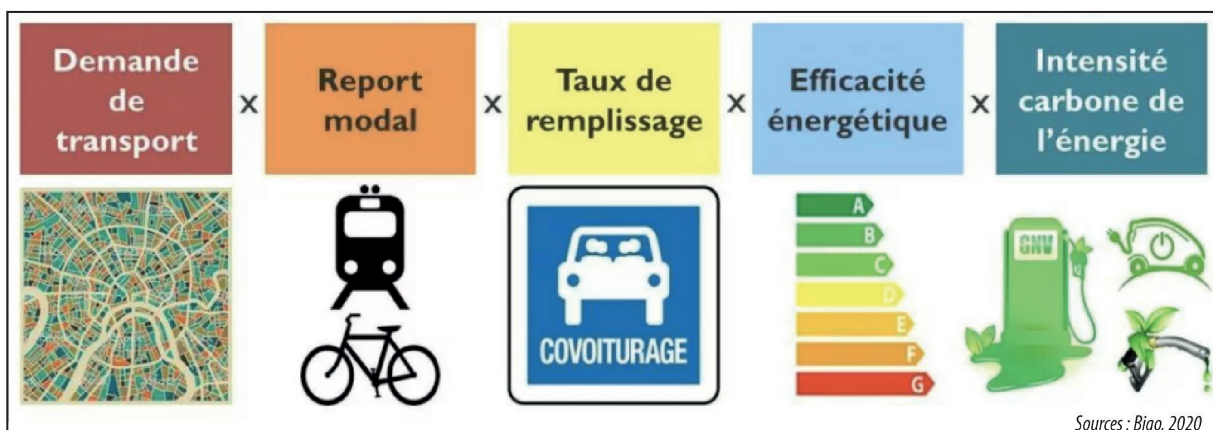 Demande
de
transport
x
Report
modal
x
Taux de
remplissage
x
Efficacité
énergétique
x
Intensité
carbone de
l'énergie
COVOITURAGE
A
B
C
D
E
F
G
GNV
Sources : Bigo, 2020